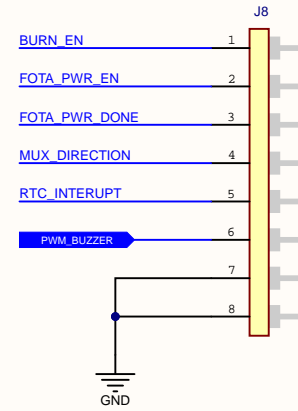 J8
BURN_EN 1
FOTA_PWR_EN 2
FOTA_PWR_DONE 3
MUX_DIRECTION 4
RTC_INTERUPT 5
PWM_BUZZER 6
7
8
GND